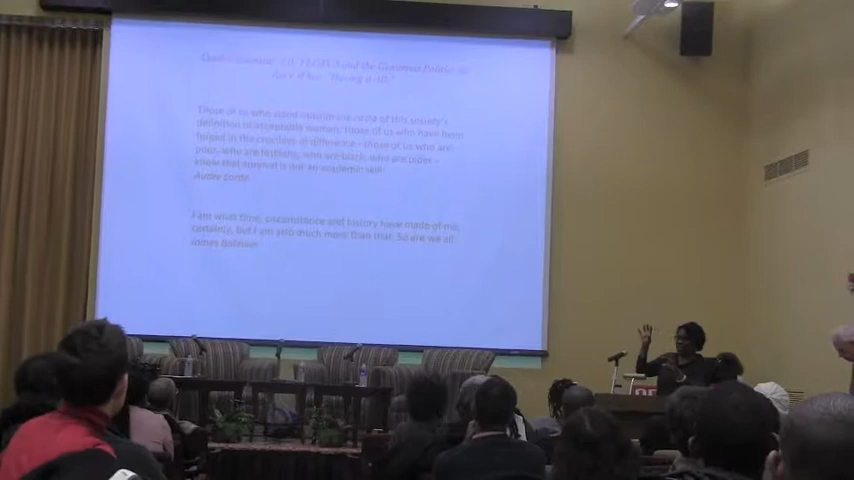 Those of us who stand outside the circle of this society's
definition of acceptable women; those of us who have been
forged in the crucibles of difference – those of us who are
poor, who are lesbians, who are black, who are older –
know that survival is not an academic skill.
Audre Lorde
I am what time, circumstance and history have made of me,
certainly, but I am also much more than that. So are we all.
James Baldwin